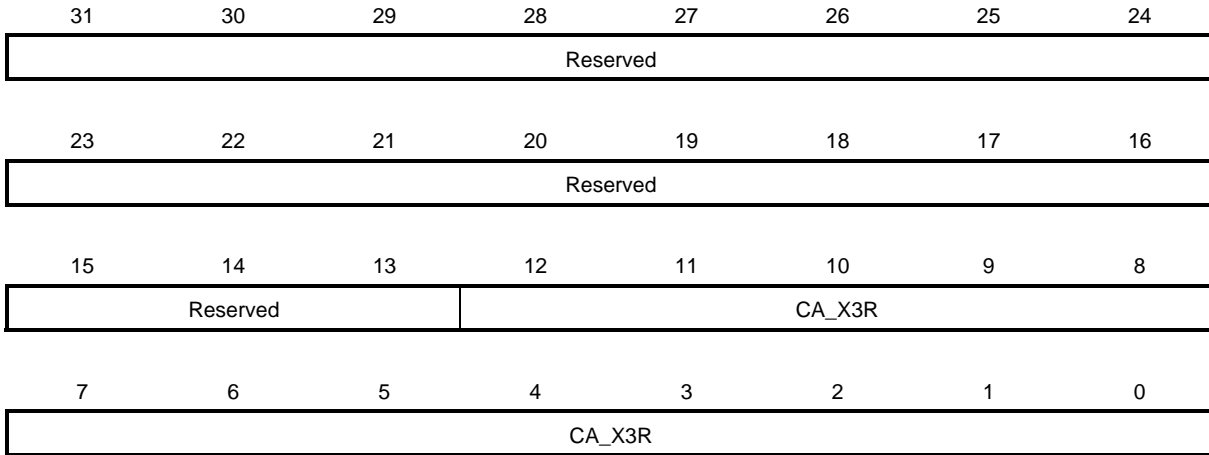 31 30 29 28 27 26 25 24
Reserved
23 22 21 20 19 18 17 16
Reserved
15 14 13 12 11 10 9 8
Reserved CA_X3R
7 6 5 4 3 2 1 0
CA_X3R